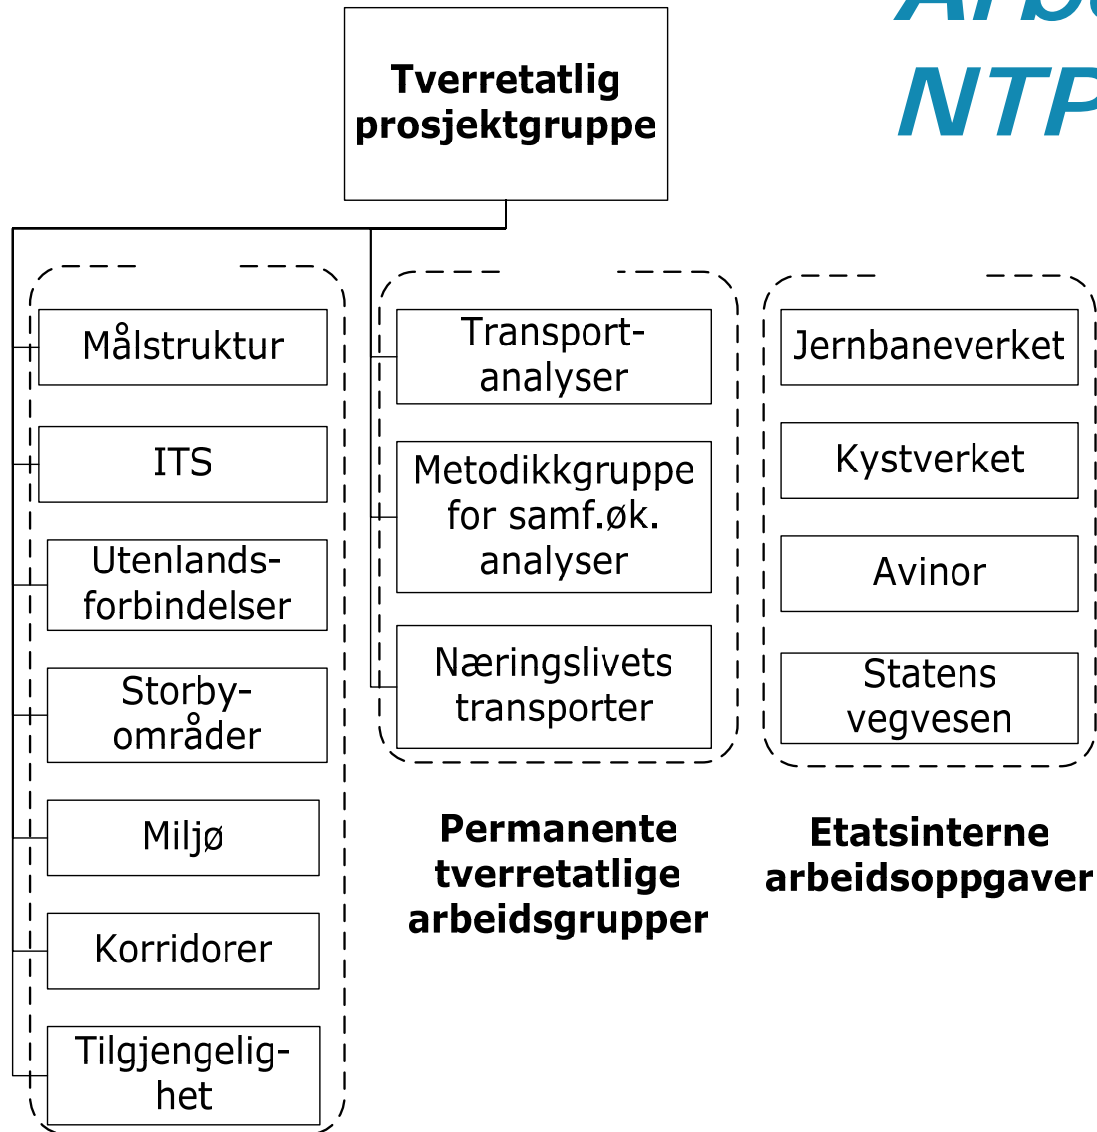 NTP
Tverretatlig
prosjektgruppe
Målstruktur
ITS
Utenlands-
forbindelser
Storby-
områder
Miljø
Korridorer
Tilgjengelig-
het
Transport-
analyser
Metodikkgruppe
for samf.øk.
analyser
Næringslivets
transporter
Permanente
tverretatlige
arbeidsgrupper
Jernbaneverket
Kystverket
Avinor
Statens
vegvesen
Etatsinterne
arbeidsoppgaver